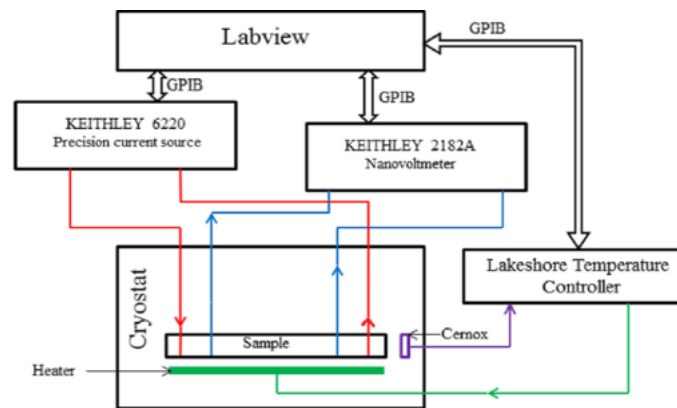 Labview
GPIB
GPIB
GPIB
KEITHLEY 6220
Precision current source
KEITHLEY 2182A
Nanovoltmeter
Lakeshore Temperature
Controller
Cryostat
Sample
Cernox
Heater